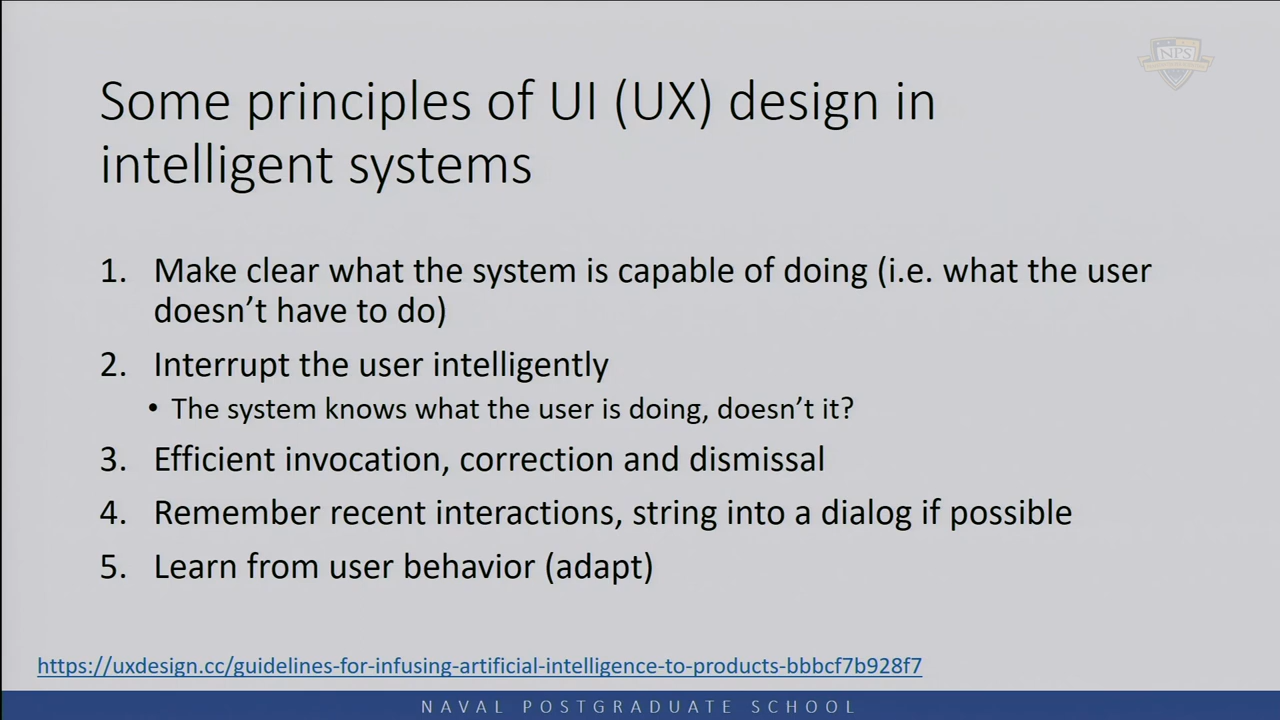 NPS
Some principles of UI (UX) design in
intelligent systems
1. Make clear what the system is capable of doing (i.e. what the user
doesn't have to do)
2. Interrupt the user intelligently
• The system knows what the user is doing, doesn't it?
3. Efficient invocation, correction and dismissal
4. Remember recent interactions, string into a dialog if possible
5. Learn from user behavior (adapt)
https://uxdesign.cc/guidelines-for-infusing-artificial-intelligence-to-products-bbbcf7b928f7
NAVAL POSTGRADUATE SCHOOL